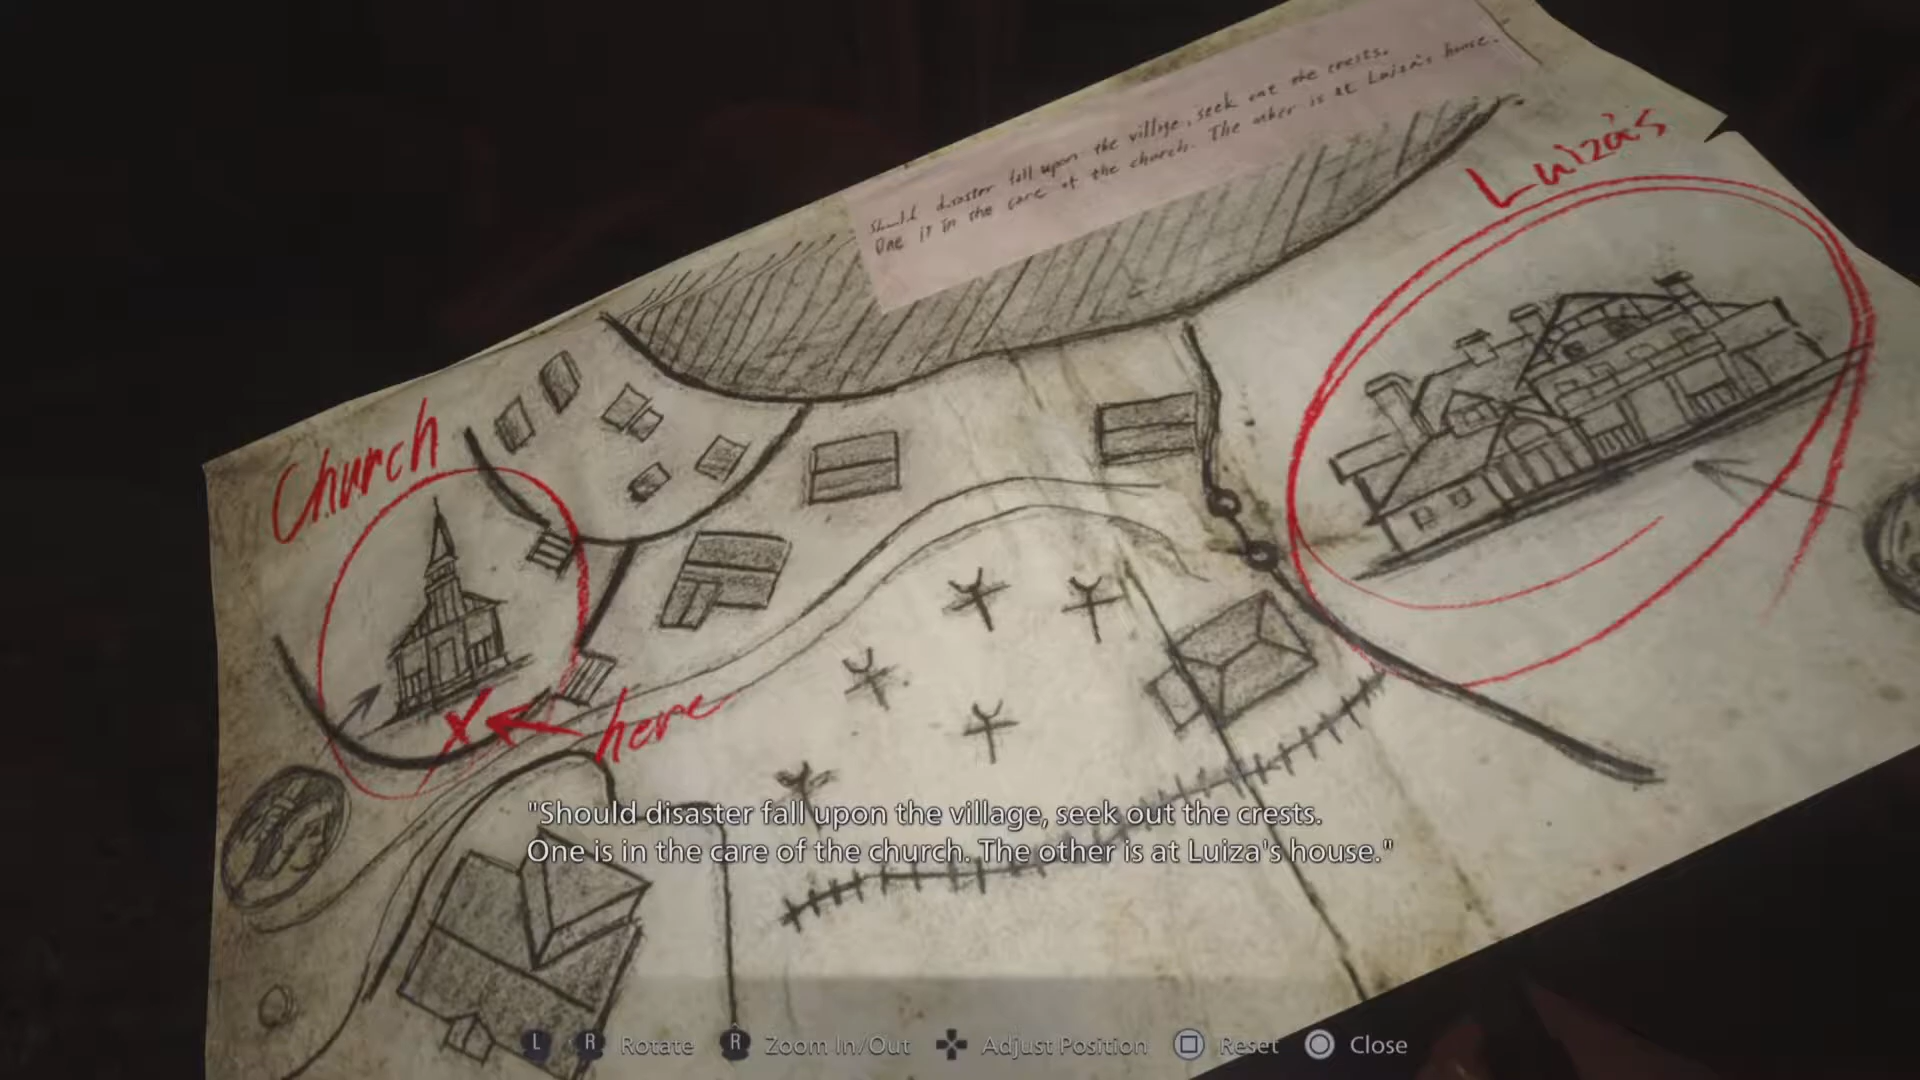 Should disaster fall upon the village, seek out the crests.
One is in the care of the church. The other is at Luiza's house.
Luiza's
Church
here
"Should disaster fall upon the village, seek out the crests.
One is in the care of the church. The other is at Luiza's house."
L R Rotate R Zoom In/Out Adjust Position Reset Close